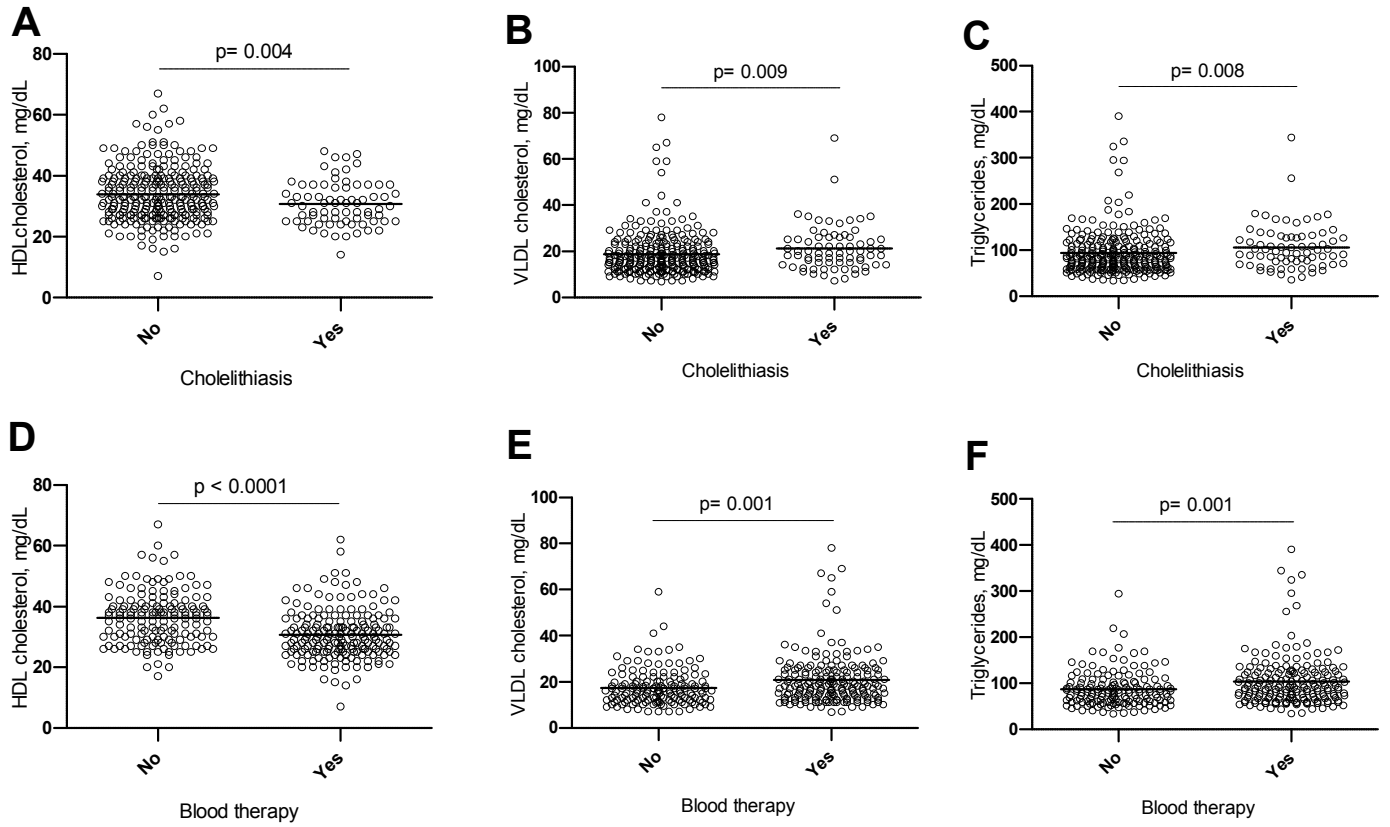 A
HDLcholesterol, mg/dL
80
60
40
20
0
p= 0.004
No
Yes
Cholelithiasis
B
VLDL cholesterol, mg/dL
100
80
60
40
20
0
p= 0.009
No
Yes
Cholelithiasis
C
Triglycerides, mg/dL
500
400
300
200
100
0
p= 0.008
No
Yes
Cholelithiasis
D
HDL cholesterol, mg/dL
80
60
40
20
0
p < 0.0001
No
Yes
Blood therapy
E
VLDL cholesterol, mg/dL
100
80
60
40
20
0
p= 0.001
No
Yes
Blood therapy
F
Triglycerides, mg/dL
500
400
300
200
100
0
p= 0.001
No
Yes
Blood therapy